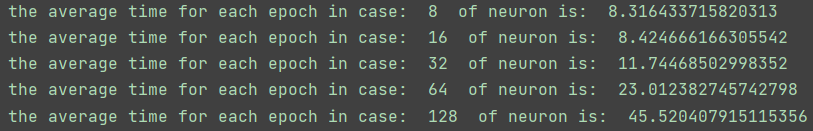 the average time for each epoch in case:  8  of neuron is:  8.316433715820313
the average time for each epoch in case:  16  of neuron is:  8.424666166305542
the average time for each epoch in case:  32  of neuron is:  11.74468502998352
the average time for each epoch in case:  64  of neuron is:  23.012382745742798
the average time for each epoch in case:  128  of neuron is:  45.520407915115356